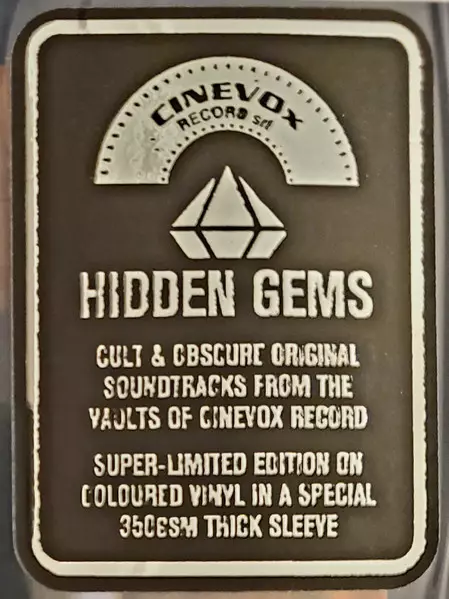 CINEVOX
RECORD srl
HIDDEN GEMS
CULT & OBSCURE ORIGINAL
SOUNDTRACKS FROM THE
VAULTS OF CINEVOX RECORD
SUPER-LIMITED EDITION ON
COLOURED VINYL IN A SPECIAL
350GSM THICK SLEEVE